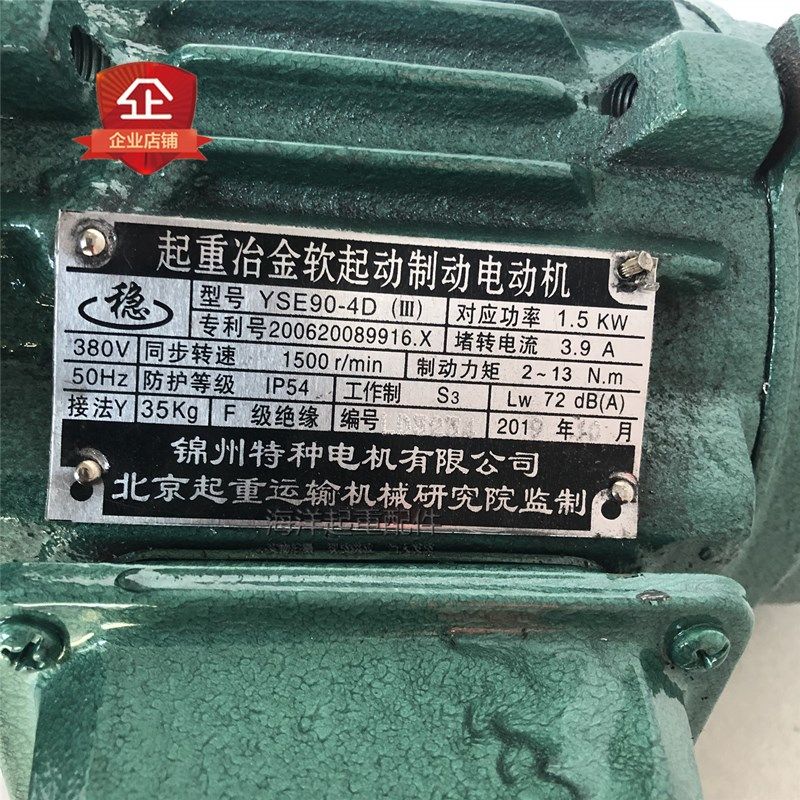 企
企业店铺
起重冶金软起动制动电动机
稳
型号 YSE90-4D (Ⅲ) 对应功率 1.5 KW
专利号200620089916.X 堵转电流 3.9 A
380V 同步转速 1500 r/min 制动力矩 2~13 N.m
50Hz 防护等级 IP54 工作制 S3 Lw 72 dB(A)
接法Y 35Kg F 级绝缘 编号 2019 年 10 月
锦州特种电机有限公司
北京起重运输机械研究院监制
海洋起重配件